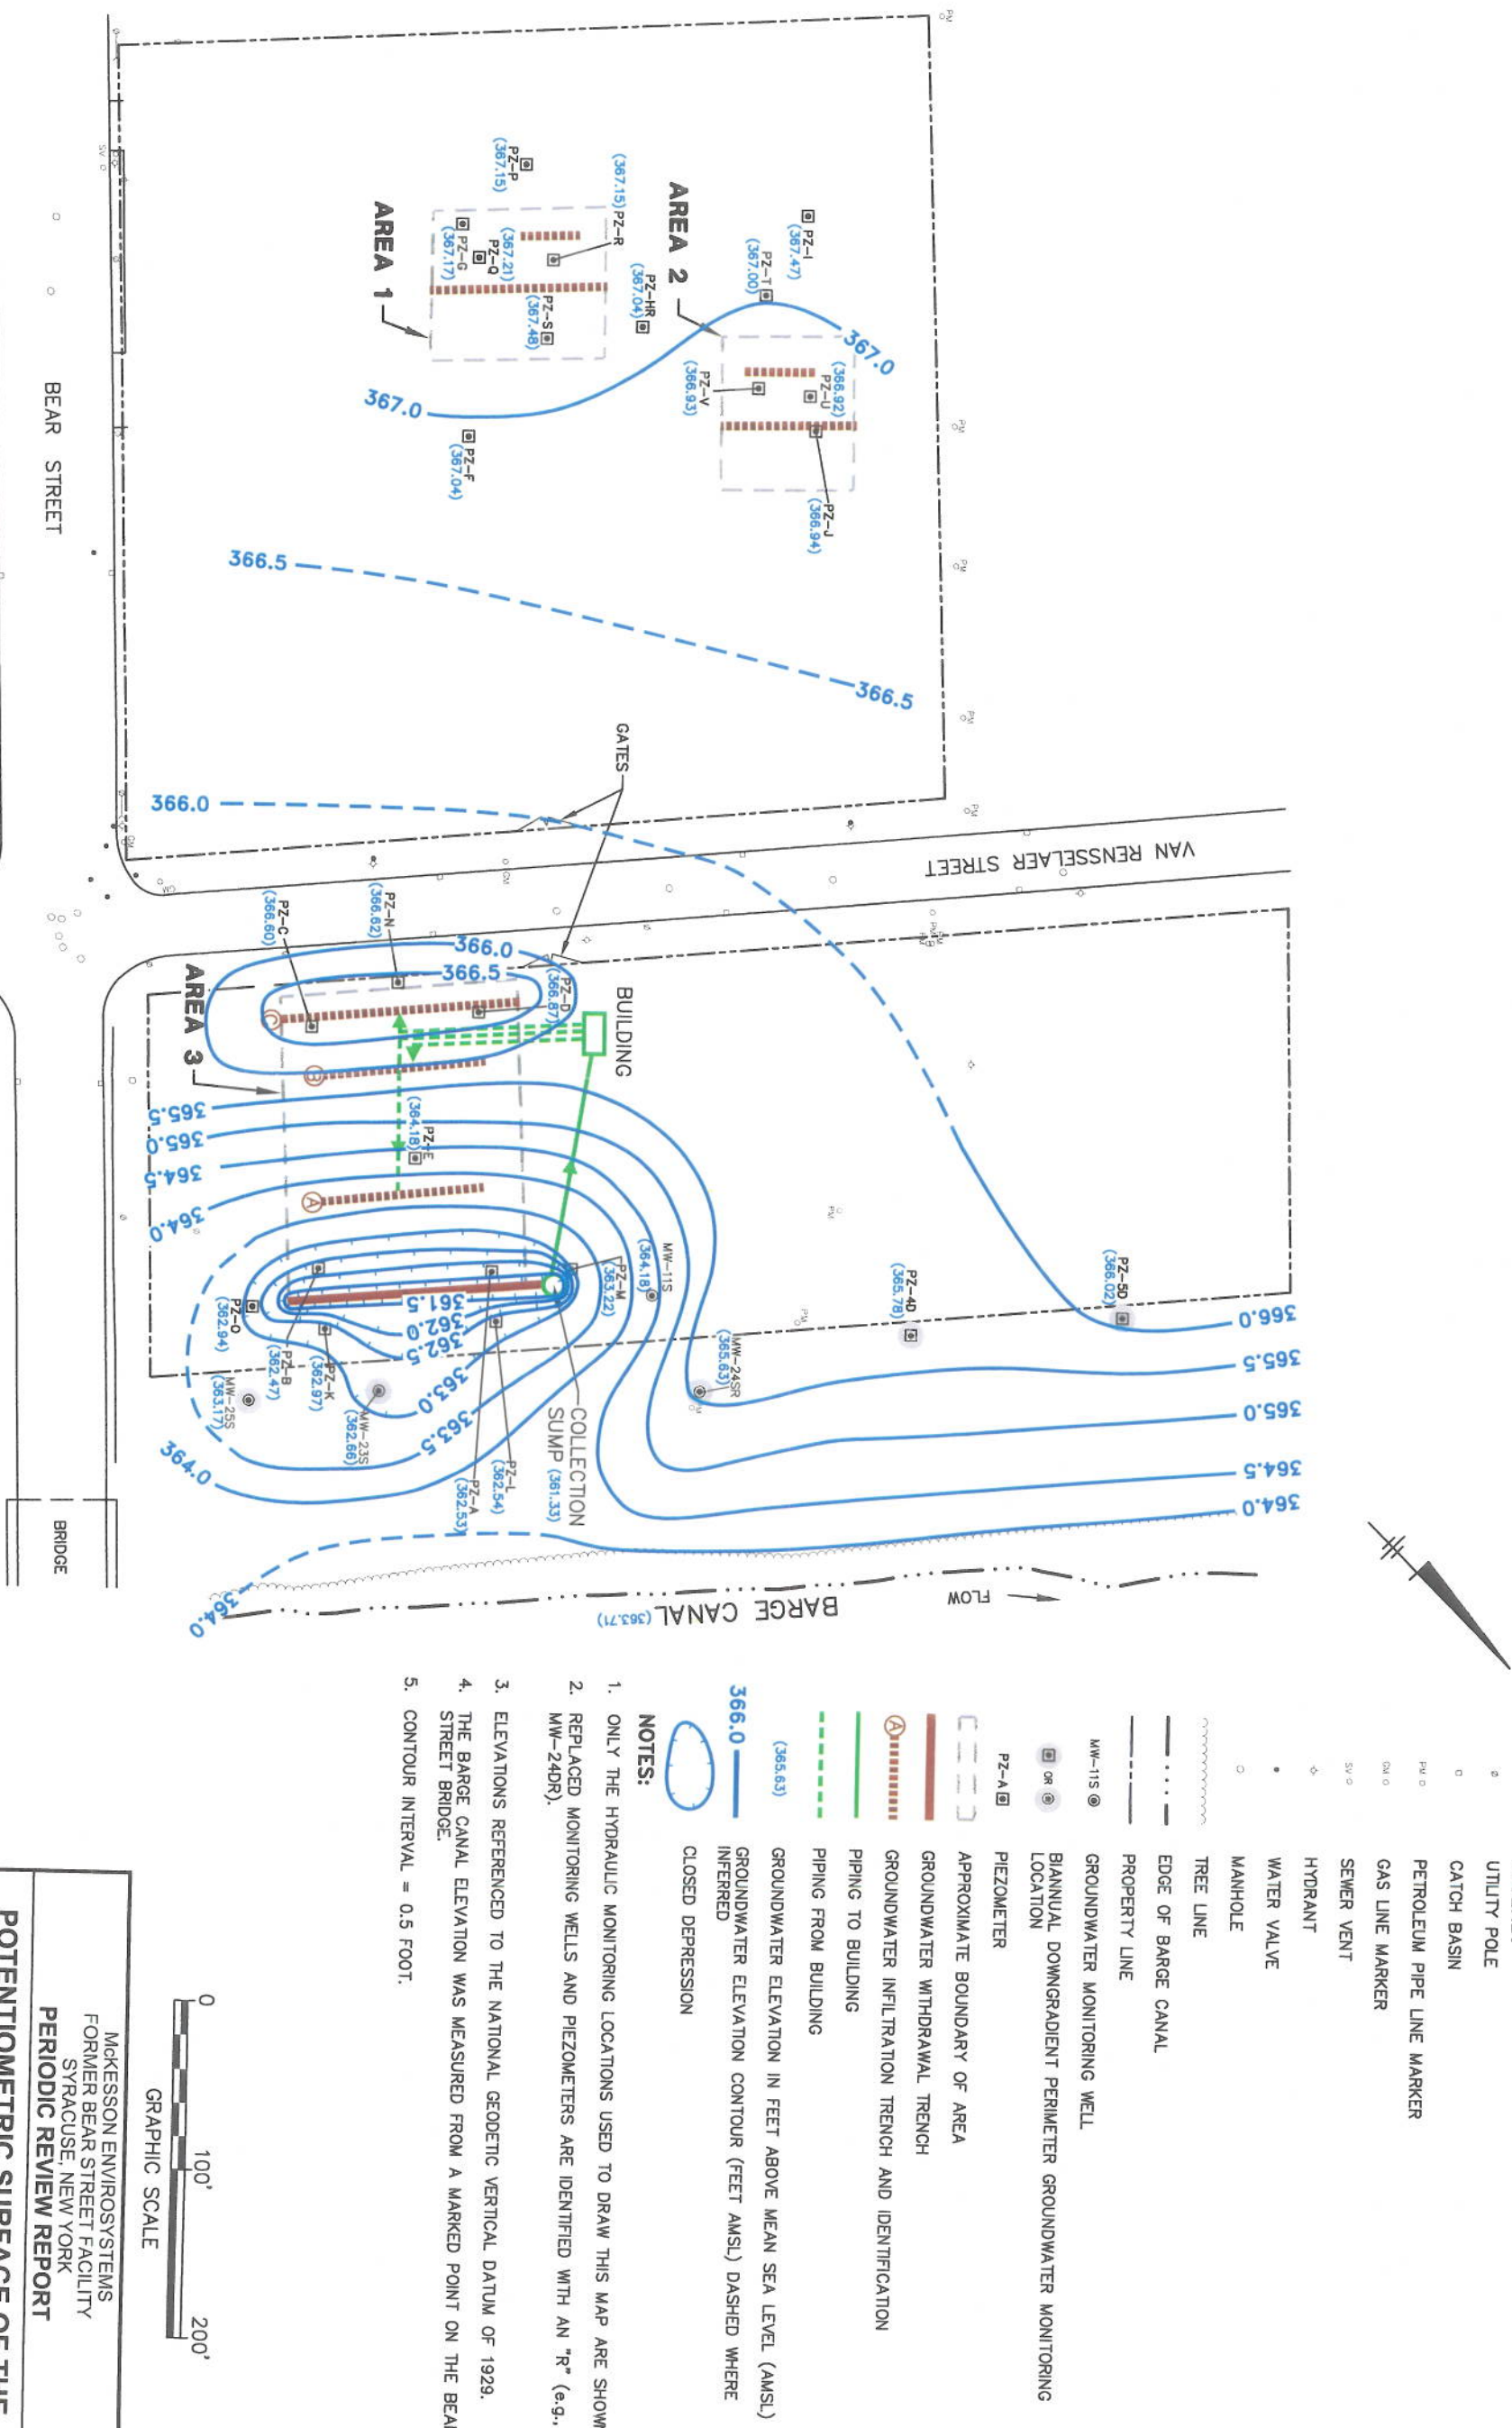 AREA 1
PZ-P
(367.15)
(367.15) PZ-R
PZ-G
(367.17)
PZ-Q
(367.21)
PZ-S
(367.48)
PZ-HR
(367.04)
AREA 2
PZ-I
(367.47)
PZ-T
(367.00)
367.0
(366.92)
PZ-U
PZ-V
(366.93)
PZ-J
(366.94)
367.0
PZ-F
(367.04)
366.5
366.5
366.0
GATES
VAN RENSSELAER STREET
BEAR STREET
PZ-C
(366.60)
PZ-N
(366.62)
366.0
366.5
PZ-D
(366.87)
BUILDING
AREA 3
C
B
A
365.5
365.0
364.5
364.0
PZ-E
(364.18)
MW-11S
(364.18)
PZ-M
(363.22)
361.5
362.0
362.5
363.0
363.5
364.0
PZ-O
(362.94)
PZ-B
(362.47)
PZ-K
(362.97)
MW-23S
(362.66)
MW-25S
(363.17)
PZ-L
(362.54)
PZ-A
(362.53)
COLLECTION
SUMP (361.33)
MW-24SR
(365.63)
PZ-4D
(365.78)
PZ-5D
(366.02)
366.0
365.5
365.0
364.5
364.0
364.0
BRIDGE
BARGE CANAL (363.71)
FLOW
UTILITY POLE
CATCH BASIN
PM PETROLEUM PIPE LINE MARKER
GM GAS LINE MARKER
SV SEWER VENT
HYDRANT
WATER VALVE
MANHOLE
TREE LINE
EDGE OF BARGE CANAL
PROPERTY LINE
MW-11S GROUNDWATER MONITORING WELL
OR BIANNUAL DOWNGRADIENT PERIMETER GROUNDWATER MONITORING
LOCATION
PZ-A PIEZOMETER
APPROXIMATE BOUNDARY OF AREA
GROUNDWATER WITHDRAWAL TRENCH
A GROUNDWATER INFILTRATION TRENCH AND IDENTIFICATION
PIPING TO BUILDING
PIPING FROM BUILDING
(365.63) GROUNDWATER ELEVATION IN FEET ABOVE MEAN SEA LEVEL (AMSL)
366.0 GROUNDWATER ELEVATION CONTOUR (FEET AMSL) DASHED WHERE
INFERRED
CLOSED DEPRESSION
NOTES:
1. ONLY THE HYDRAULIC MONITORING LOCATIONS USED TO DRAW THIS MAP ARE SHOW
2. REPLACED MONITORING WELLS AND PIEZOMETERS ARE IDENTIFIED WITH AN "R" (e.g.,
MW-24DR).
3. ELEVATIONS REFERENCED TO THE NATIONAL GEODETIC VERTICAL DATUM OF 1929.
4. THE BARGE CANAL ELEVATION WAS MEASURED FROM A MARKED POINT ON THE BEA
STREET BRIDGE.
5. CONTOUR INTERVAL = 0.5 FOOT.
0 100' 200'
GRAPHIC SCALE
McKESSON ENVIROSYSTEMS
FORMER BEAR STREET FACILITY
SYRACUSE, NEW YORK
PERIODIC REVIEW REPORT
POTENTIOMETRIC SURFACE OF THE